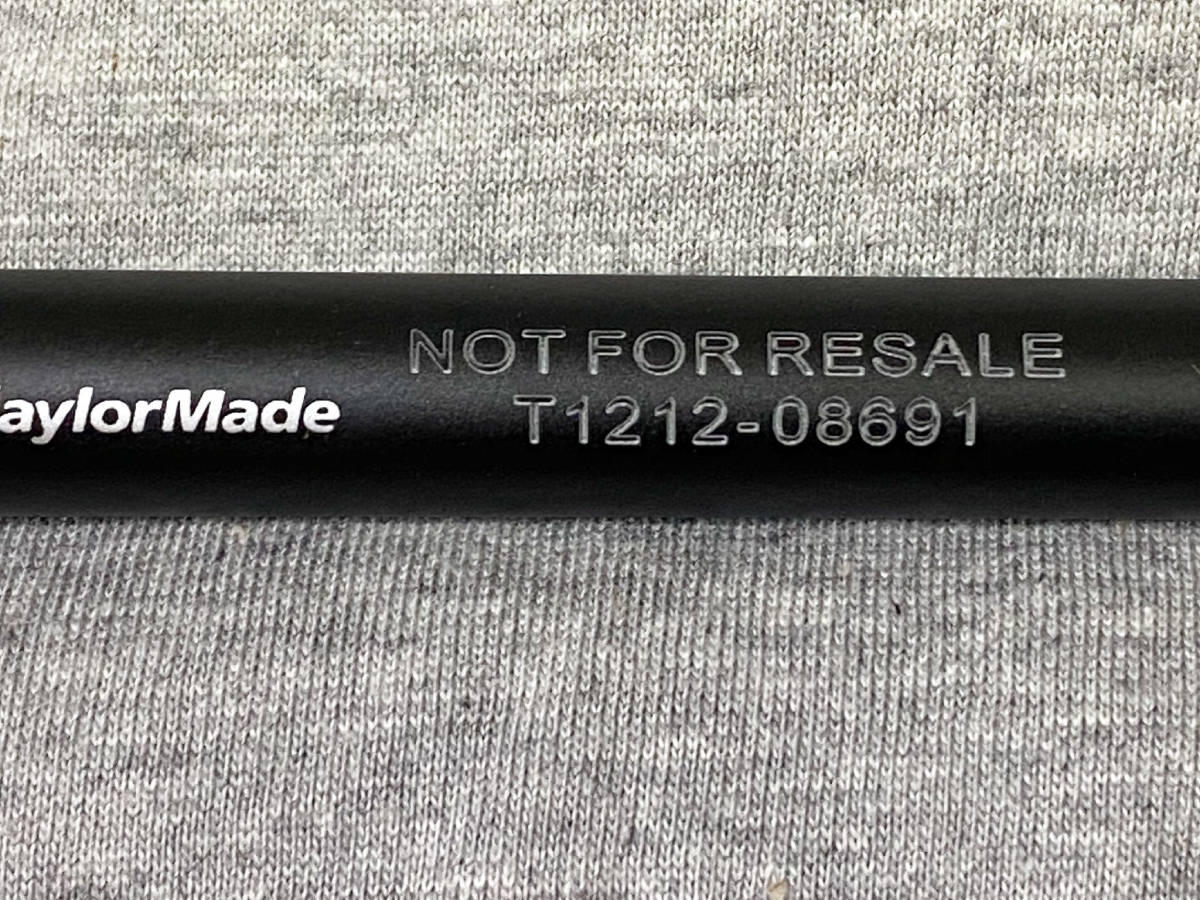 aylorMade
NOT FOR RESALE
T1212-08691